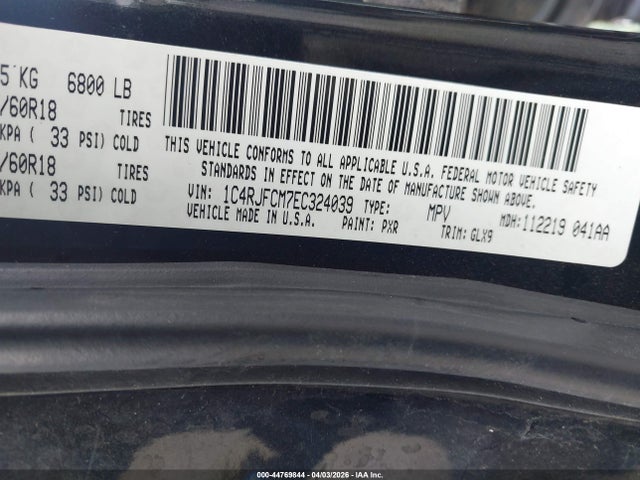 5 KG 6800 LB
/60R18 TIRES
KPA ( 33 PSI) COLD
/60R18 TIRES
KPA ( 33 PSI) COLD
THIS VEHICLE CONFORMS TO ALL APPLICABLE U.S.A. FEDERAL MOTOR VEHICLE SAFETY
STANDARDS IN EFFECT ON THE DATE OF MANUFACTURE SHOWN ABOVE.
VIN: 1C4RJFCM7EC324039 TYPE: MPV MDH:112219 041AA
VEHICLE MADE IN U.S.A. PAINT: PXR TRIM: GLX9
000-44769844 | 04/03/2026 - IAA Inc.